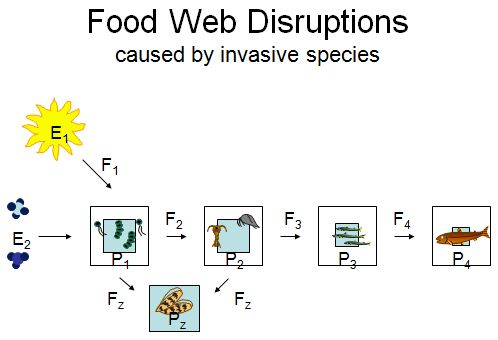 Food Web Disruptions
caused by invasive species
E1
F1
E2
F2
F3
F4
P1
P2
P3
P4
Fz
Fz
Pz